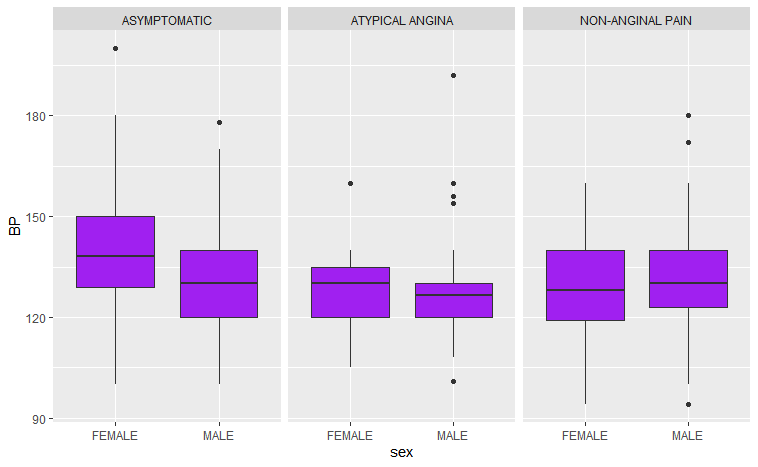 ASYMPTOMATIC ATYPICAL ANGINA NON-ANGINAL PAIN
180
150
120
90
BP
FEMALE MALE FEMALE MALE FEMALE MALE
sex